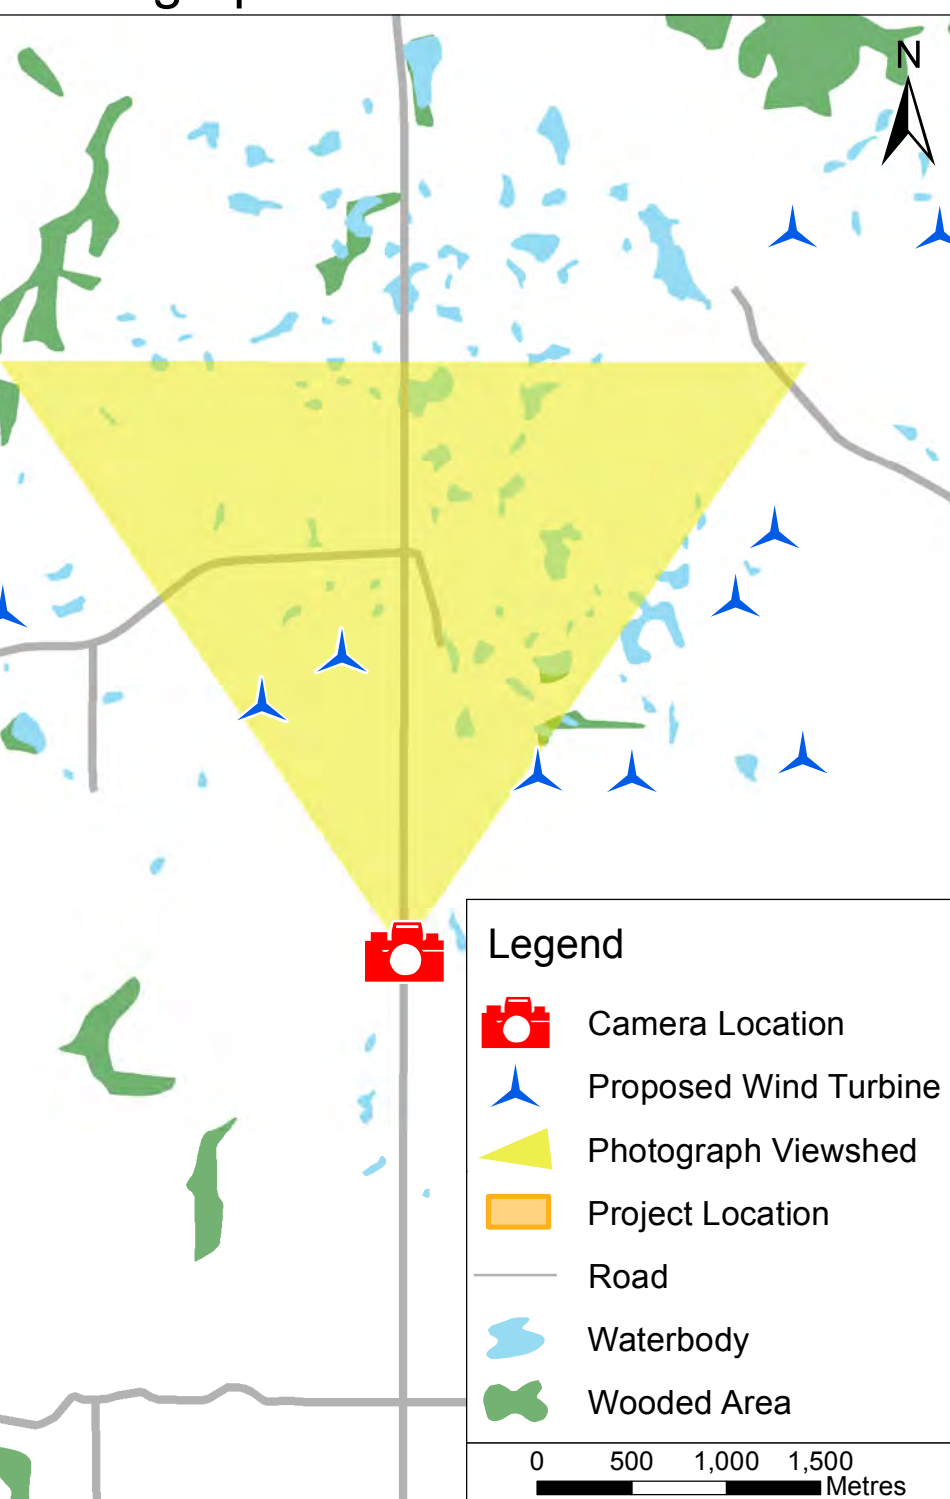 N
Legend
Camera Location
Proposed Wind Turbine
Photograph Viewshed
Project Location
Road
Waterbody
Wooded Area
0 500 1,000 1,500
Metres